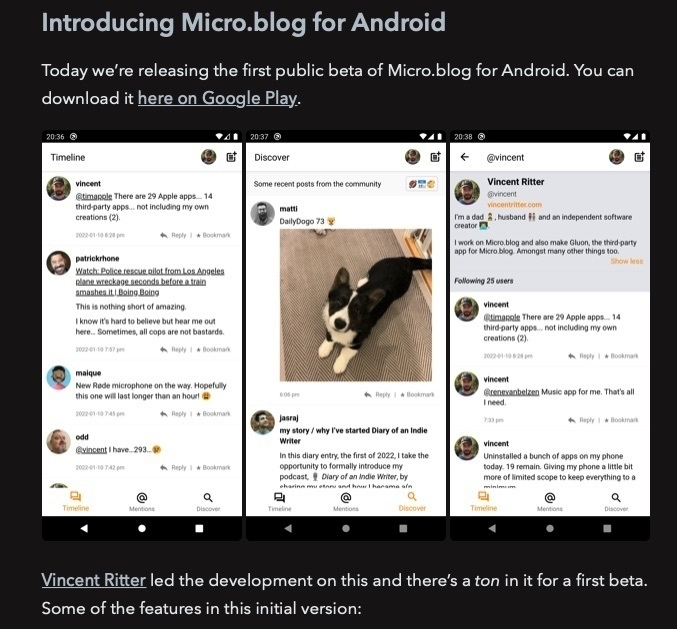 Introducing Micro.blog for Android
Today we're releasing the first public beta of Micro.blog for Android. You can
download it here on Google Play.
20:36
Timeline
vincent
@timapple There are 29 Apple apps... 14
third-party apps... not including my own
creations (2).
2022-01-10 8:28 pm
Reply | ★ Bookmark
patrickrhone
Watch: Police rescue pilot from Los Angeles
plane wreckage seconds before a train
smashes it | Boing Boing
This is nothing short of amazing.
I know it's hard to believe but hear me out
here... Sometimes, all cops are not bastards.
2022-01-10 7:57 pm
Reply | ★ Bookmark
maique
New Røde microphone on the way. Hopefully
this one will last longer than an hour! 😩
2022-01-10 7:45 pm
Reply | ★ Bookmark
odd
@vincent I have...293...😢
2022-01-10 7:42 pm
Reply | ★ Bookmark
Timeline
Mentions
Discover
20:37
Discover
Some recent posts from the community
matti
DailyDogo 73 🐶
6:06 pm
Reply | ★ Bookmark
jasraj
my story / why I've started Diary of an Indie
Writer
In this diary entry, the first of 2022, I take the
opportunity to formally introduce my
podcast, 🎙 Diary of an Indie Writer, by
sharing my story and how I became a/n
Timeline
Mentions
Discover
20:38
@vincent
Vincent Ritter
@vincent
vincentritter.com
I'm a dad, husband and an independent software
creator
I work on Micro.blog and also make Gluon, the third-party
app for Micro.blog. Amongst many other things too.
Show less
Following 25 users
vincent
@timapple There are 29 Apple apps... 14
third-party apps... not including my own
creations (2).
2022-01-10 8:28 pm
Reply | ★ Bookmark
vincent
@renevanbelzen Music app for me. That's all
I need.
7:33 pm
Reply | ★ Bookmark
vincent
Uninstalled a bunch of apps on my phone
today. 19 remain. Giving my phone a little bit
more of limited scope to keep everything to a
minimum.
Timeline
Mentions
Discover
Vincent Ritter led the development on this and there's a ton in it for a first beta.
Some of the features in this initial version: